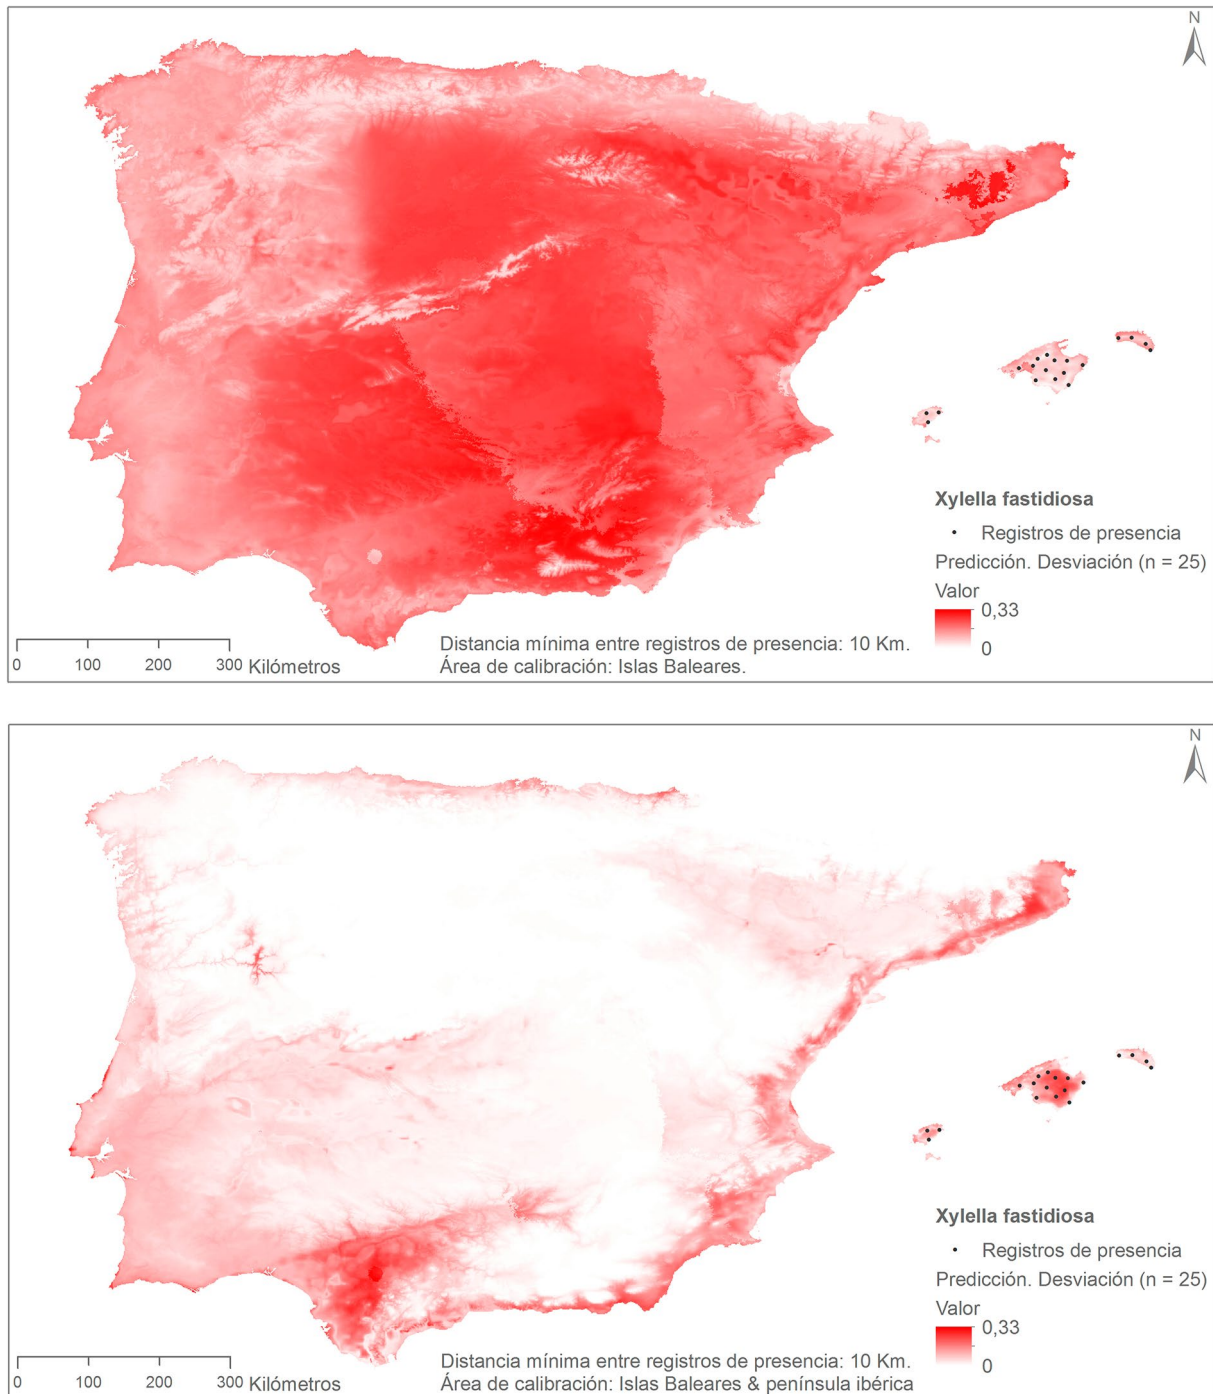 N
Xylella fastidiosa
Registros de presencia
Predicción. Desviación (n = 25)
Valor
0,33
0
0 100 200 300 Kilómetros
Distancia mínima entre registros de presencia: 10 Km.
Área de calibración: Islas Baleares.
N
Xylella fastidiosa
Registros de presencia
Predicción. Desviación (n = 25)
Valor
0,33
0
0 100 200 300 Kilómetros
Distancia mínima entre registros de presencia: 10 Km.
Área de calibración: Islas Baleares & península ibérica